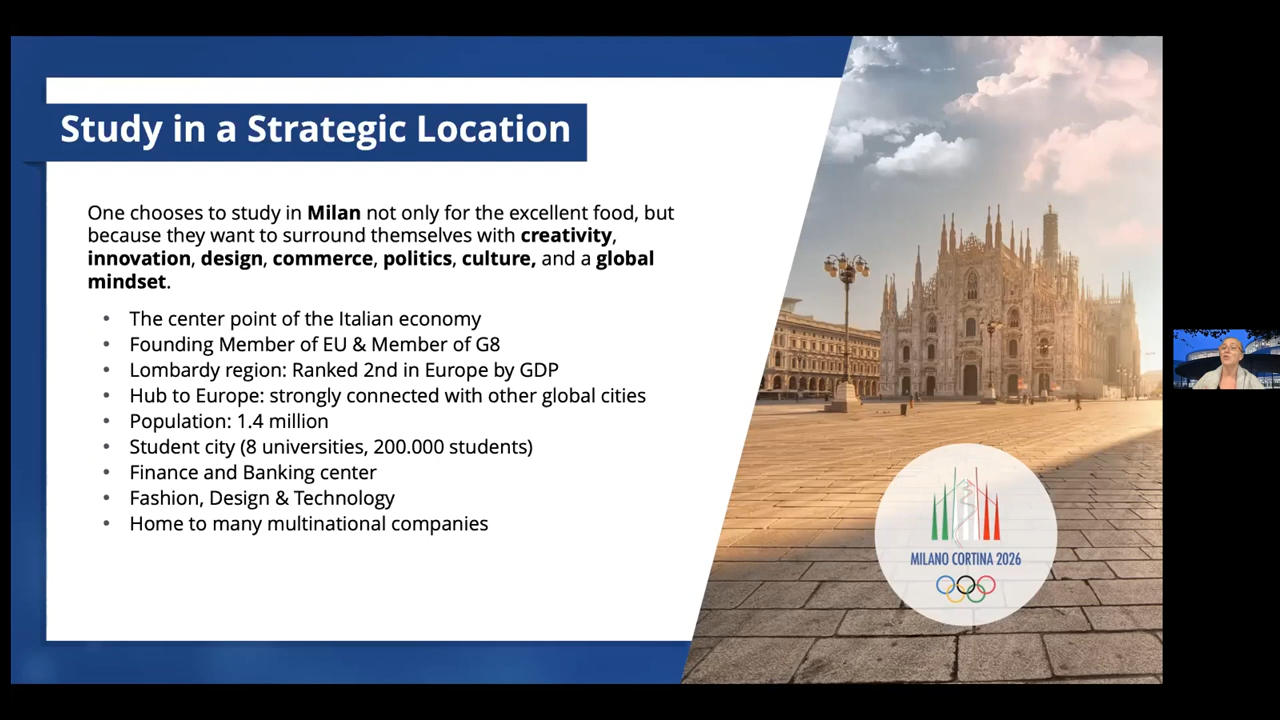 Study in a Strategic Location
One chooses to study in Milan not only for the excellent food, but
because they want to surround themselves with creativity,
innovation, design, commerce, politics, culture, and a global
mindset.
• The center point of the Italian economy
• Founding Member of EU & Member of G8
• Lombardy region: Ranked 2nd in Europe by GDP
• Hub to Europe: strongly connected with other global cities
• Population: 1.4 million
• Student city (8 universities, 200.000 students)
• Finance and Banking center
• Fashion, Design & Technology
• Home to many multinational companies
MILANO CORTINA 2026